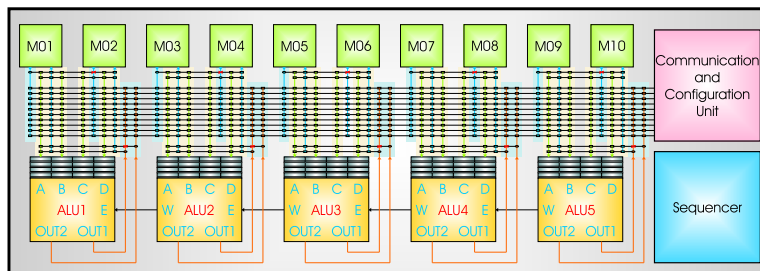 M01 M02 M03 M04 M05 M06 M07 M08 M09 M10
Communication
and
Configuration
Unit
A B C D A B C D A B C D A B C D A B C D
ALU1 E W ALU2 E W ALU3 E W ALU4 E W ALU5
OUT2 OUT1 OUT2 OUT1 OUT2 OUT1 OUT2 OUT1 OUT2 OUT1
Sequencer